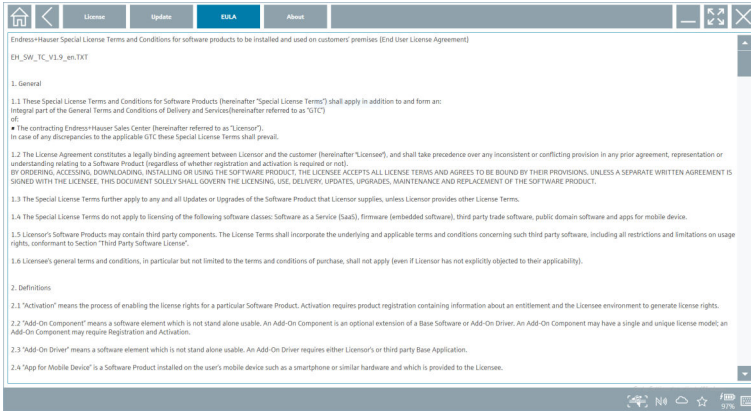 License Update EULA About
Endress+Hauser Special License Terms and Conditions for software products to be installed and used on customers' premises (End User License Agreement)
EH_SW_TC_V1.9_en.TXT
1. General
1.1 These Special License Terms and Conditions for Software Products (hereinafter "Special License Terms") shall apply in addition to and form an:
Integral part of the General Terms and Conditions of Delivery and Services(hereinafter referred to as "GTC")
of:
▪ The contracting Endress+Hauser Sales Center (hereinafter referred to as "Licensor").
In case of any discrepancies to the applicable GTC these Special License Terms shall prevail.
1.2 The License Agreement constitutes a legally binding agreement between Licensor and the customer (hereinafter "Licensee"), and shall take precedence over any inconsistent or conflicting provision in any prior agreement, representation or
understanding relating to a Software Product (regardless of whether registration and activation is required or not).
BY ORDERING, ACCESSING, DOWNLOADING, INSTALLING OR USING THE SOFTWARE PRODUCT, THE LICENSEE ACCEPTS ALL LICENSE TERMS AND AGREES TO BE BOUND BY THEIR PROVISIONS. UNLESS A SEPARATE WRITTEN AGREEMENT IS
SIGNED WITH THE LICENSEE, THIS DOCUMENT SOLELY SHALL GOVERN THE LICENSING, USE, DELIVERY, UPDATES, UPGRADES, MAINTENANCE AND REPLACEMENT OF THE SOFTWARE PRODUCT.
1.3 The Special License Terms further apply to any and all Updates or Upgrades of the Software Product that Licensor supplies, unless Licensor provides other License Terms.
1.4 The Special License Terms do not apply to licensing of the following software classes: Software as a Service (SaaS), firmware (embedded software), third party trade software, public domain software and apps for mobile device.
1.5 Licensor's Software Products may contain third party components. The License Terms shall incorporate the underlying and applicable terms and conditions concerning such third party software, including all restrictions and limitations on usage
rights, conformant to Section "Third Party Software License".
1.6 Licensee's general terms and conditions, in particular but not limited to the terms and conditions of purchase, shall not apply (even if Licensor has not explicitly objected to their applicability).
2. Definitions
2.1 "Activation" means the process of enabling the license rights for a particular Software Product. Activation requires product registration containing information about an entitlement and the Licensee environment to generate license rights.
2.2 "Add-On Component" means a software element which is not stand alone usable. An Add-On Component is an optional extension of a Base Software or Add-On Driver. An Add-On Component may have a single and unique license model; an
Add-On Component may require Registration and Activation.
2.3 "Add-On Driver" means a software element which is not stand alone usable. An Add-On Driver requires either Licensor's or third party Base Application.
2.4 "App for Mobile Device" is a Software Product installed on the user's mobile device such as a smartphone or similar hardware and which is provided to the Licensee.
97%